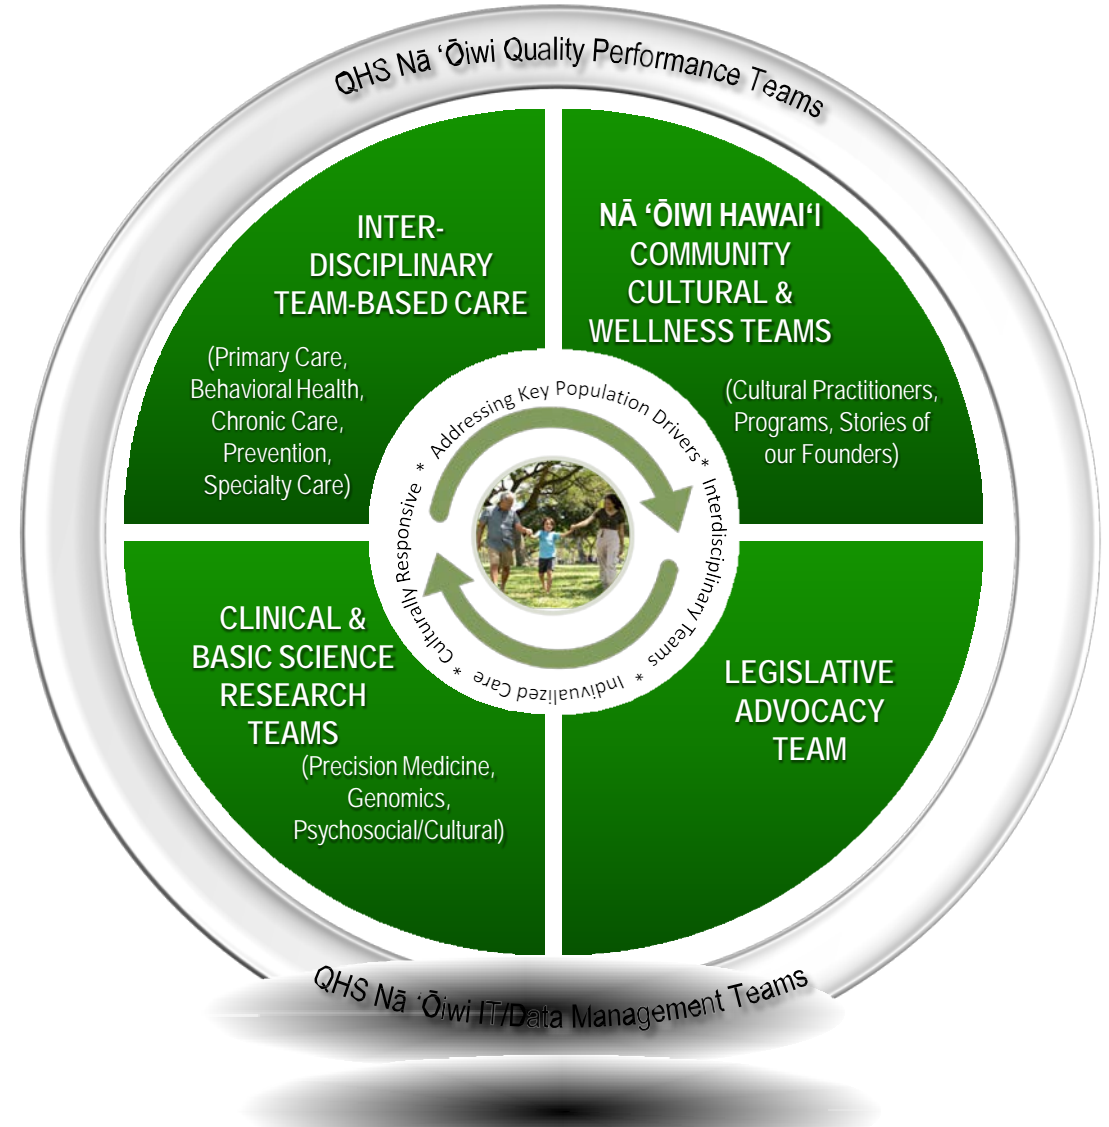 QHS Nā ʻŌiwi Quality Performance Teams
INTER-
DISCIPLINARY
TEAM-BASED CARE
(Primary Care,
Behavioral Health,
Chronic Care,
Prevention,
Specialty Care)
NĀ ʻŌIWI HAWAIʻI
COMMUNITY
CULTURAL &
WELLNESS TEAMS
(Cultural Practitioners,
Programs, Stories of
our Founders)
* Addressing Key Population Drivers* Interdisciplinary Teams * Indivualized Care * Culturally Responsive
CLINICAL &
BASIC SCIENCE
RESEARCH
TEAMS
(Precision Medicine,
Genomics,
Psychosocial/Cultural)
LEGISLATIVE
ADVOCACY
TEAM
QHS Nā ʻŌiwi IT/Data Management Teams